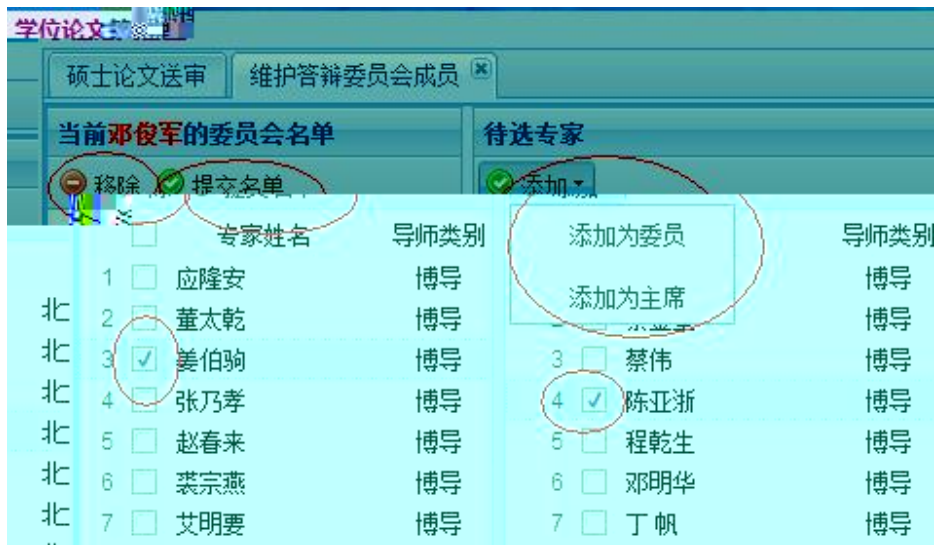 学位论文
硕士论文送审 维护答辩委员会成员
当前邓俊军的委员会名单 待选专家
移除 提交名单 添加
专家姓名 导师类别 添加为委员 导师类别
1 应隆安 博导 博导
添加为主席
北 2 董太乾 博导 博导
北 3 姜伯驹 博导 3 蔡伟 博导
北 4 张乃孝 博导 4 陈亚浙 博导
北 5 赵春来 博导 5 程乾生 博导
北 6 裘宗燕 博导 6 邓明华 博导
北 7 艾明要 博导 7 丁帆 博导